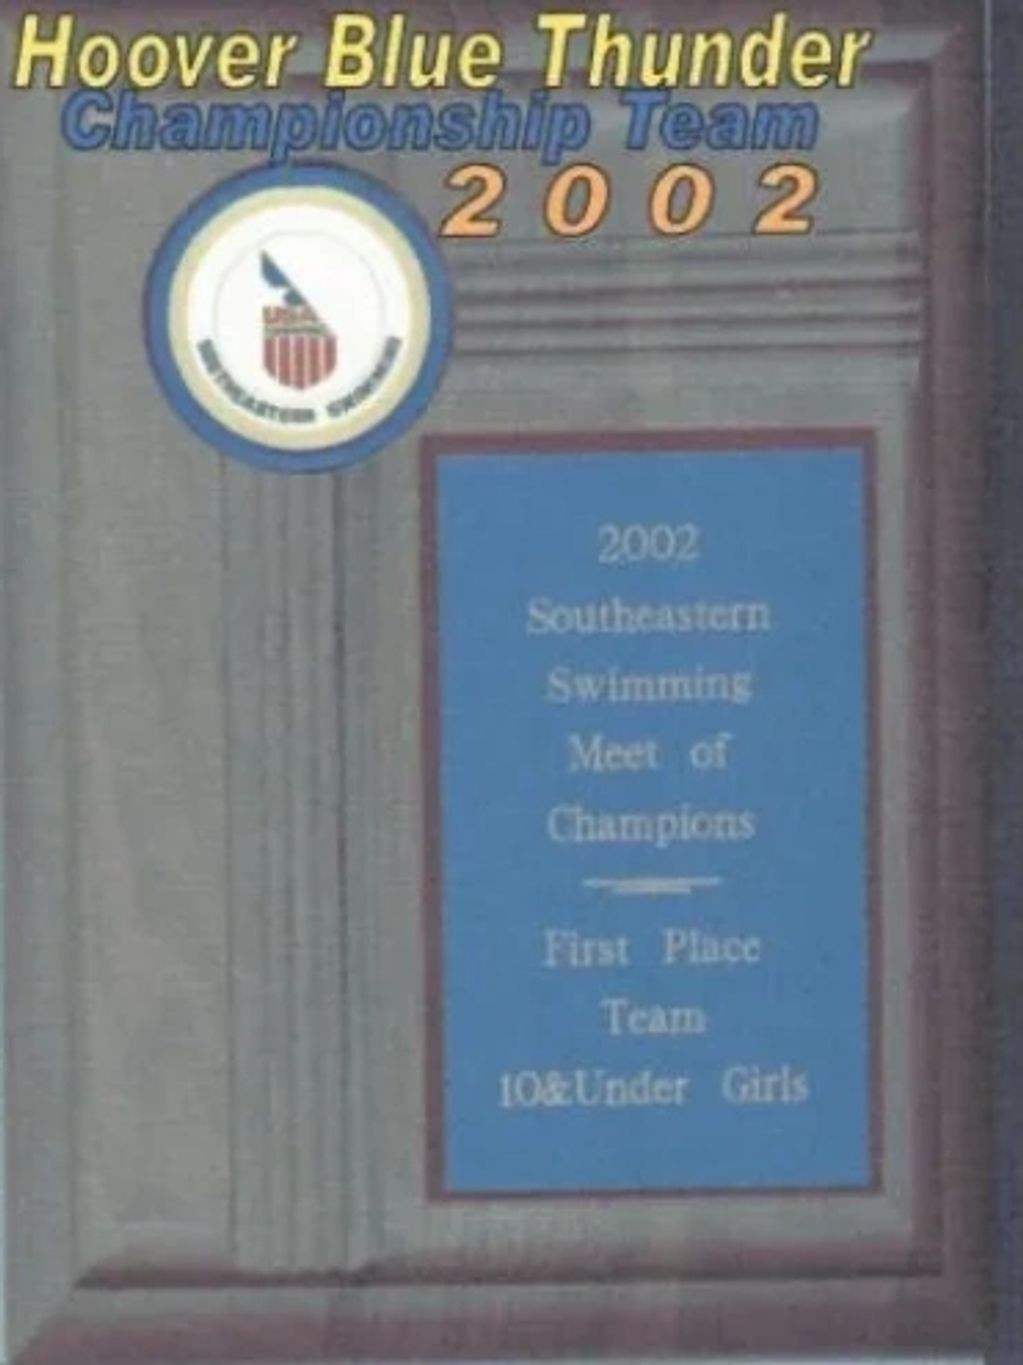 Hoover Blue Thunder
Championship Team
2002
USA
SOUTHEASTERN SWIMMING
2002
Southeastern
Swimming
Meet of
Champions
First Place
Team
10&Under Girls